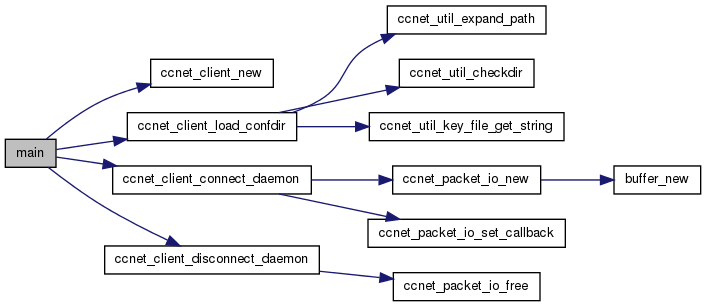 main
ccnet_client_new
ccnet_client_load_confdir
ccnet_client_connect_daemon
ccnet_client_disconnect_daemon
ccnet_util_expand_path
ccnet_util_checkdir
ccnet_util_key_file_get_string
ccnet_packet_io_new
ccnet_packet_io_set_callback
ccnet_packet_io_free
buffer_new